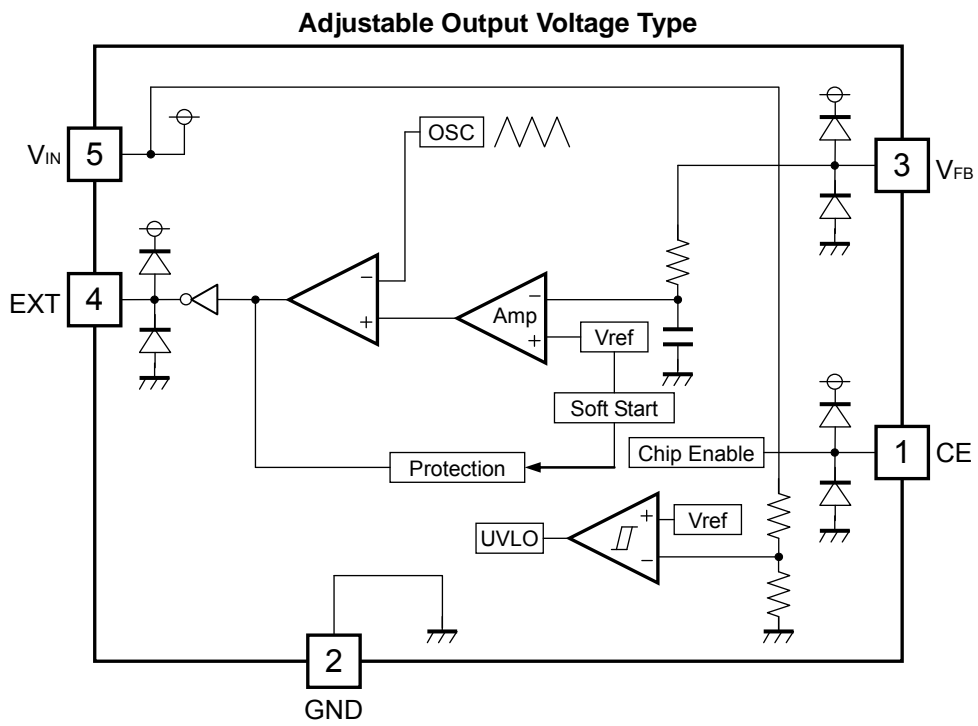 Adjustable Output Voltage Type
OSC
VIN 5
3 VFB
EXT 4
−
+
Amp
−
+
Vref
Soft Start
Protection
Chip Enable
1 CE
UVLO
+
−
Vref
2
GND